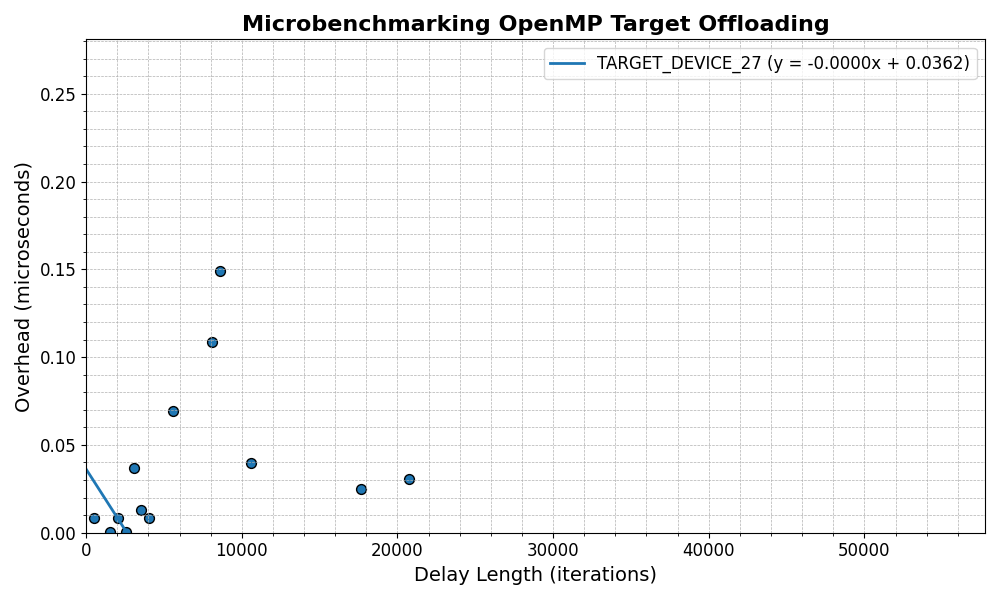 Microbenchmarking OpenMP Target Offloading
TARGET_DEVICE_27 (y = -0.0000x + 0.0362)
Overhead (microseconds)
0.25
0.20
0.15
0.10
0.05
0.00
0 10000 20000 30000 40000 50000
Delay Length (iterations)